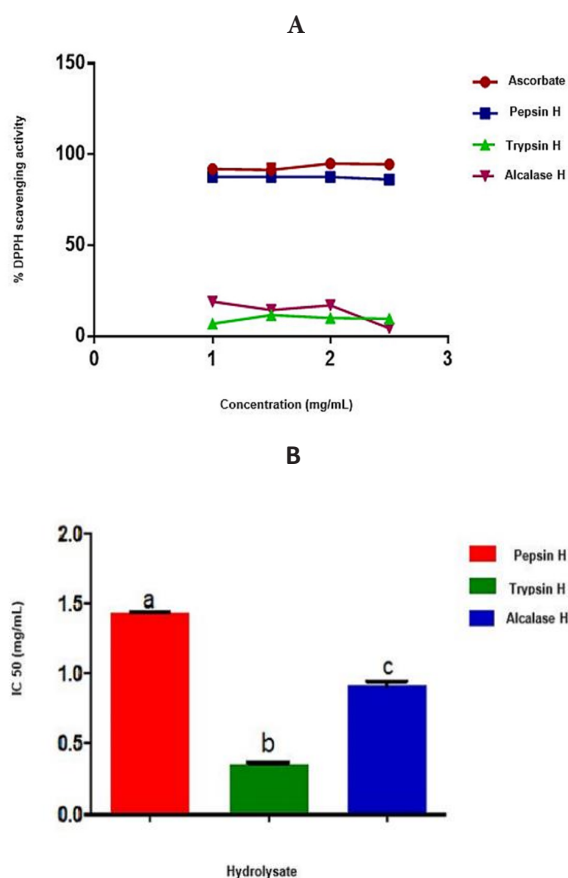 A
150
100
50
0
0
1
2
3
% DPPH scavenging activity
Concentration (mg/mL)
Ascorbate
Pepsin H
Trypsin H
Alcalase H
B
2.0
1.5
1.0
0.5
0.0
IC 50 (mg/mL)
a
b
c
Hydrolysate
Pepsin H
Trypsin H
Alcalase H